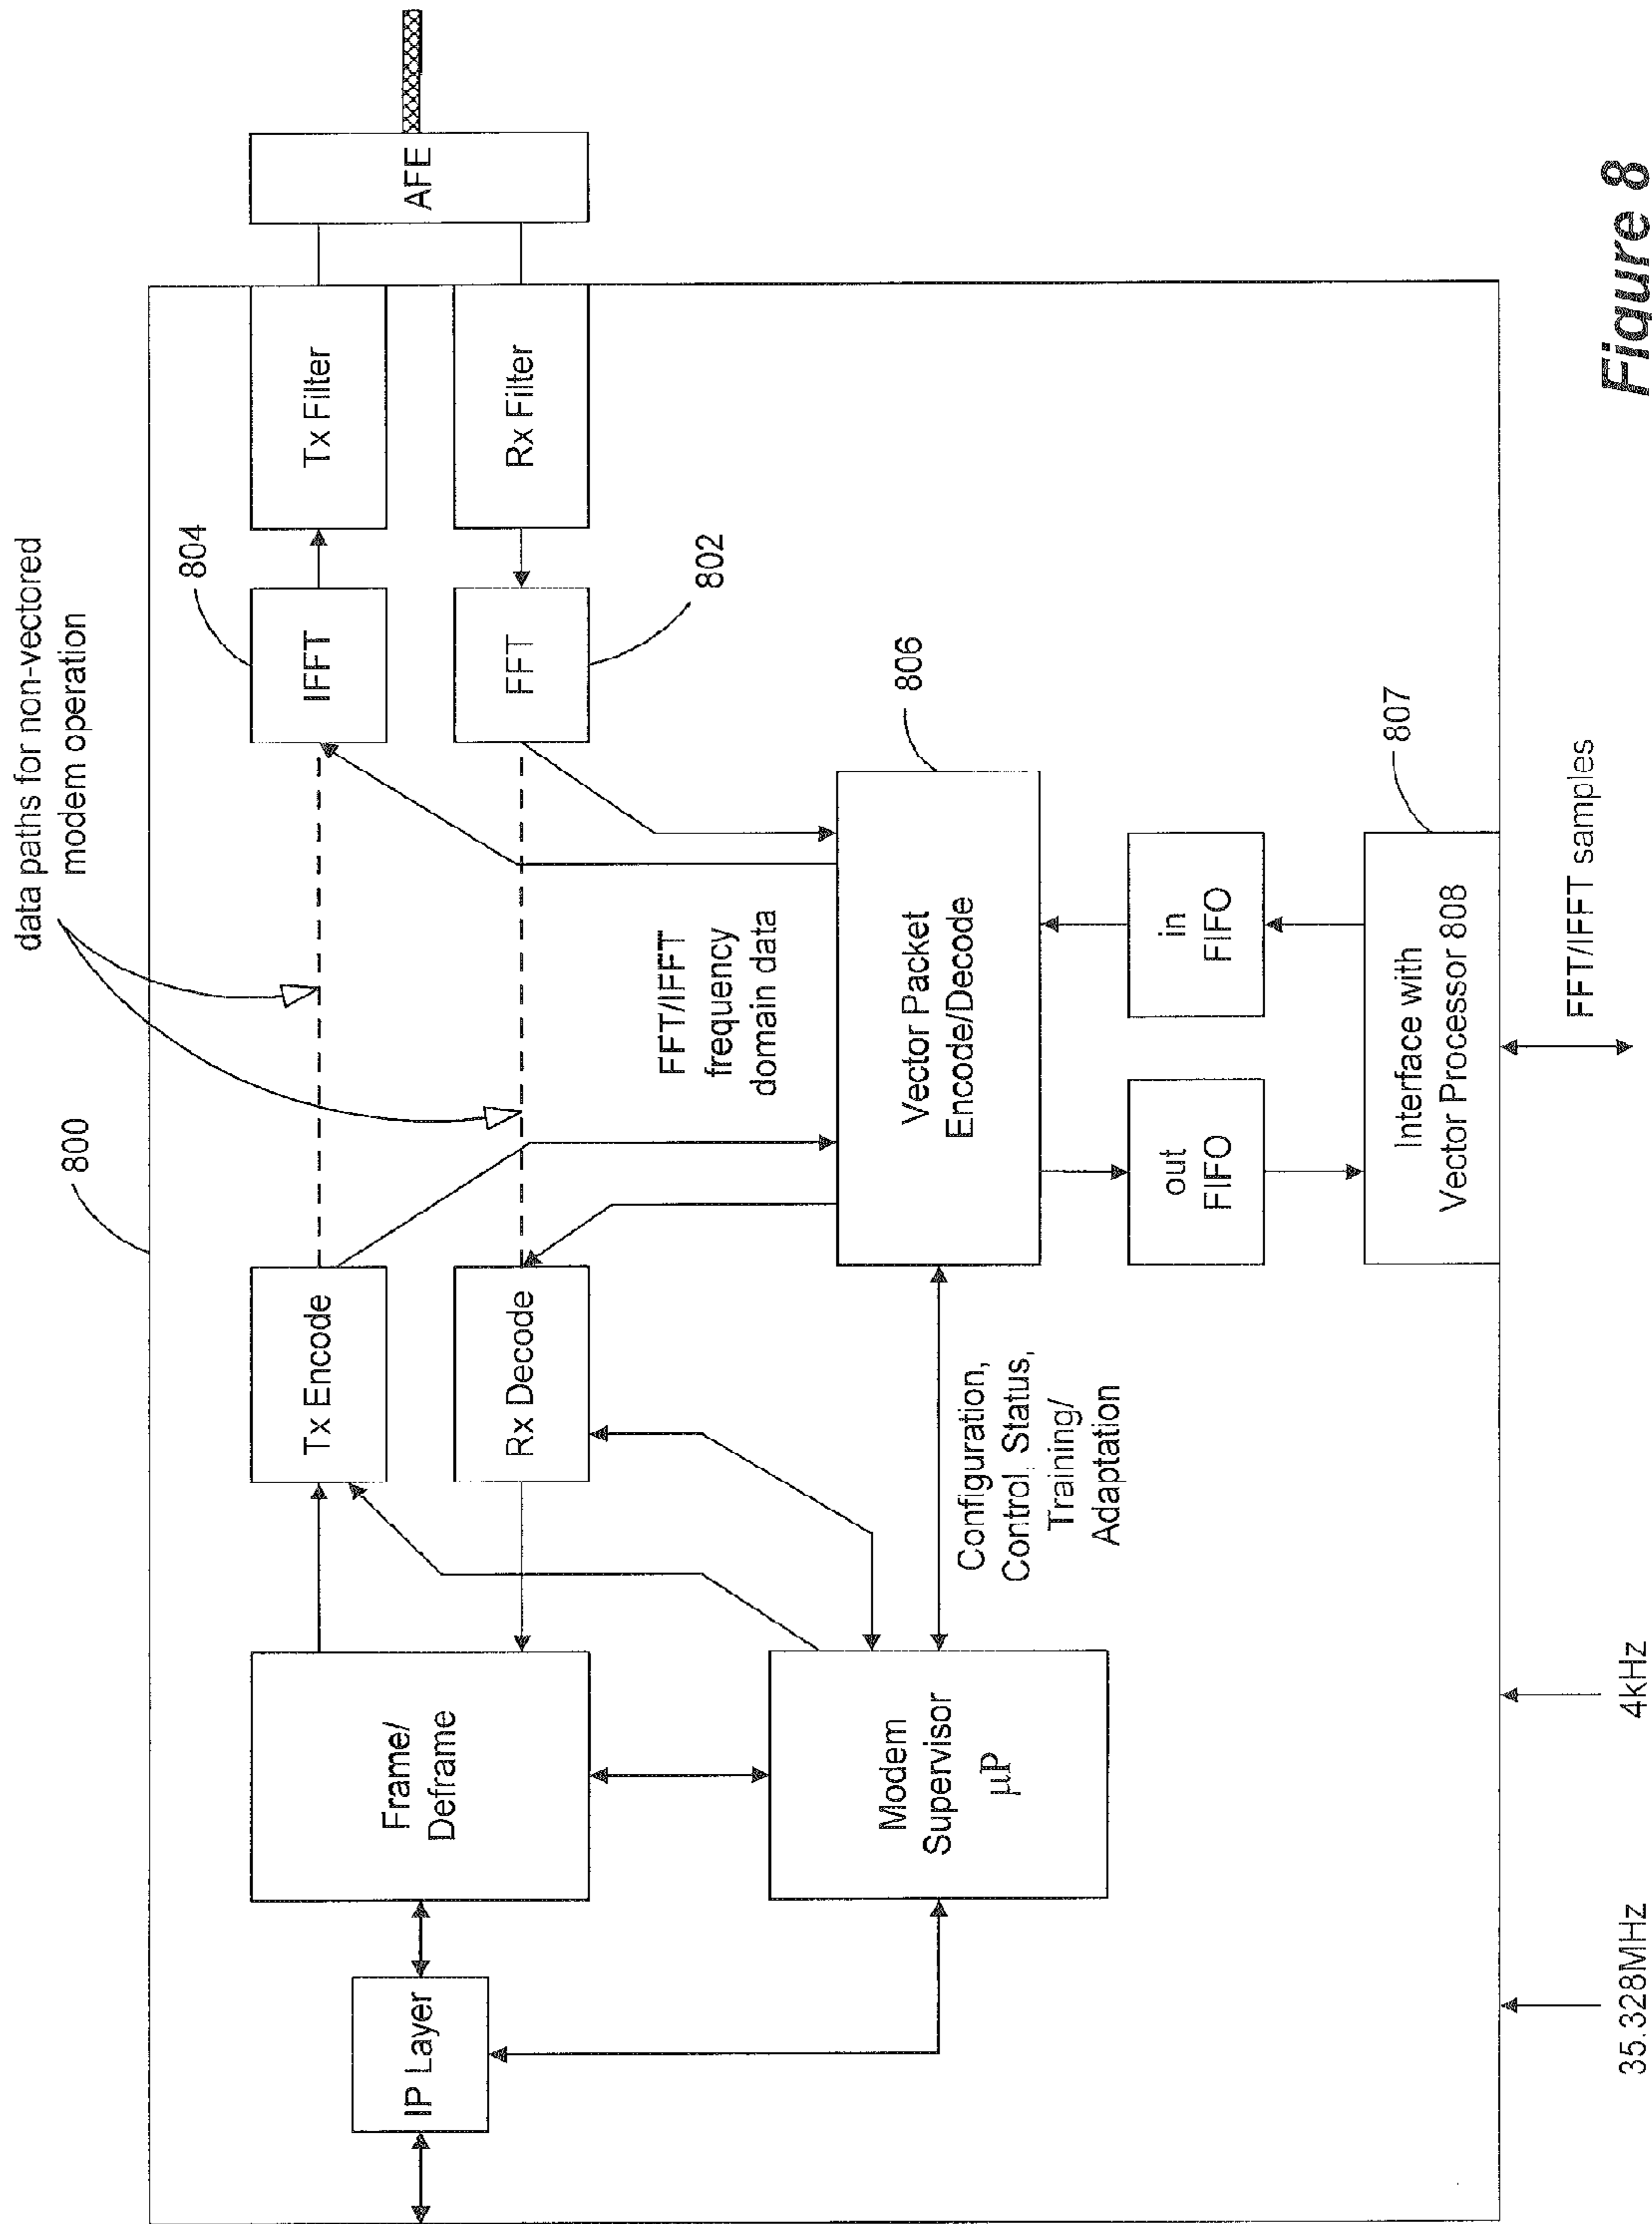 data paths for non-vectored
modem operation
800
804
AFE
Tx Encode
IFFT
Tx Filter
Frame/
Deframe
IP Layer
Rx Decode
FFT
Rx Filter
802
FFT/IFFT
frequency
domain data
806
Modem
Supervisor
µP
Vector Packet
Encode/Decode
Configuration,
Control, Status,
Training/
Adaptation
out
FIFO
in
FIFO
807
Interface with
Vector Processor 808
35.328MHz
4kHz
FFT/IFFT samples
Figure 8